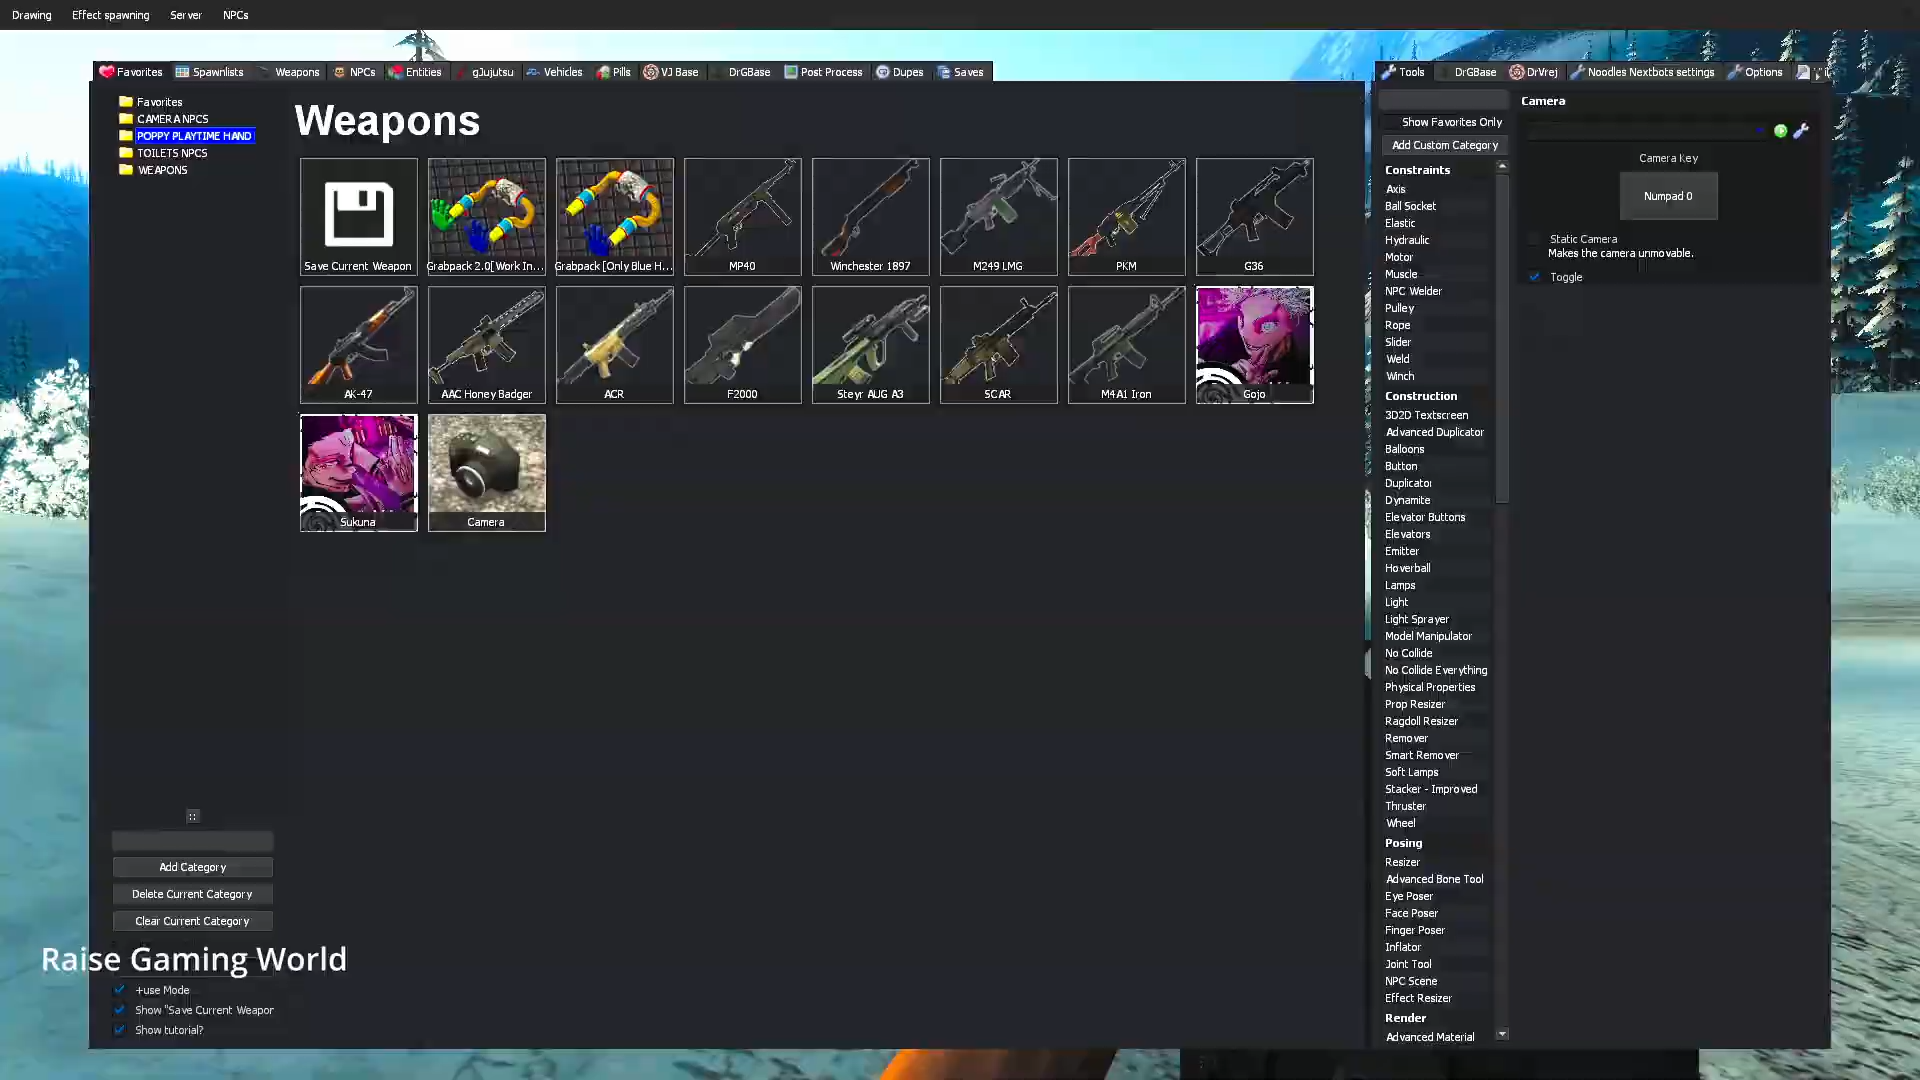 Drawing Effect spawning Server NPCs
Favorites Spawnlists Weapons NPCs Entities gJujutsu Vehicles Pills VJ Base DrGBase Post Process Dupes Saves
Favorites
CAMERA NPCS
POPPY PLAYTIME HAND
TOILETS NPCS
WEAPONS
Weapons
Save Current Weapon Grabpack 2.0[Work In... Grabpack [Only Blue H... MP40 Winchester 1897 M249 LMG PKM G36
AK-47 AAC Honey Badger ACR F2000 Steyr AUG A3 SCAR M4A1 Iron Gojo
Sukuna Camera
Add Category
Delete Current Category
Clear Current Category
Raise Gaming World
+use Mode
Show "Save Current Weapon
Show tutorial?
Tools DrGBase DrVrej Noodles Nextbots settings Options
Show Favorites Only
Add Custom Category
Constraints
Axis
Ball Socket
Elastic
Hydraulic
Motor
Muscle
NPC Welder
Pulley
Rope
Slider
Weld
Winch
Construction
3D2D Textscreen
Advanced Duplicator
Balloons
Button
Duplicator
Dynamite
Elevator Buttons
Elevators
Emitter
Hoverball
Lamps
Light
Light Sprayer
Model Manipulator
No Collide
No Collide Everything
Physical Properties
Prop Resizer
Ragdoll Resizer
Remover
Smart Remover
Soft Lamps
Stacker - Improved
Thruster
Wheel
Posing
Resizer
Advanced Bone Tool
Eye Poser
Face Poser
Finger Poser
Inflator
Joint Tool
NPC Scene
Effect Resizer
Render
Advanced Material
Camera
Camera Key
Numpad 0
Static Camera
Makes the camera unmovable.
Toggle